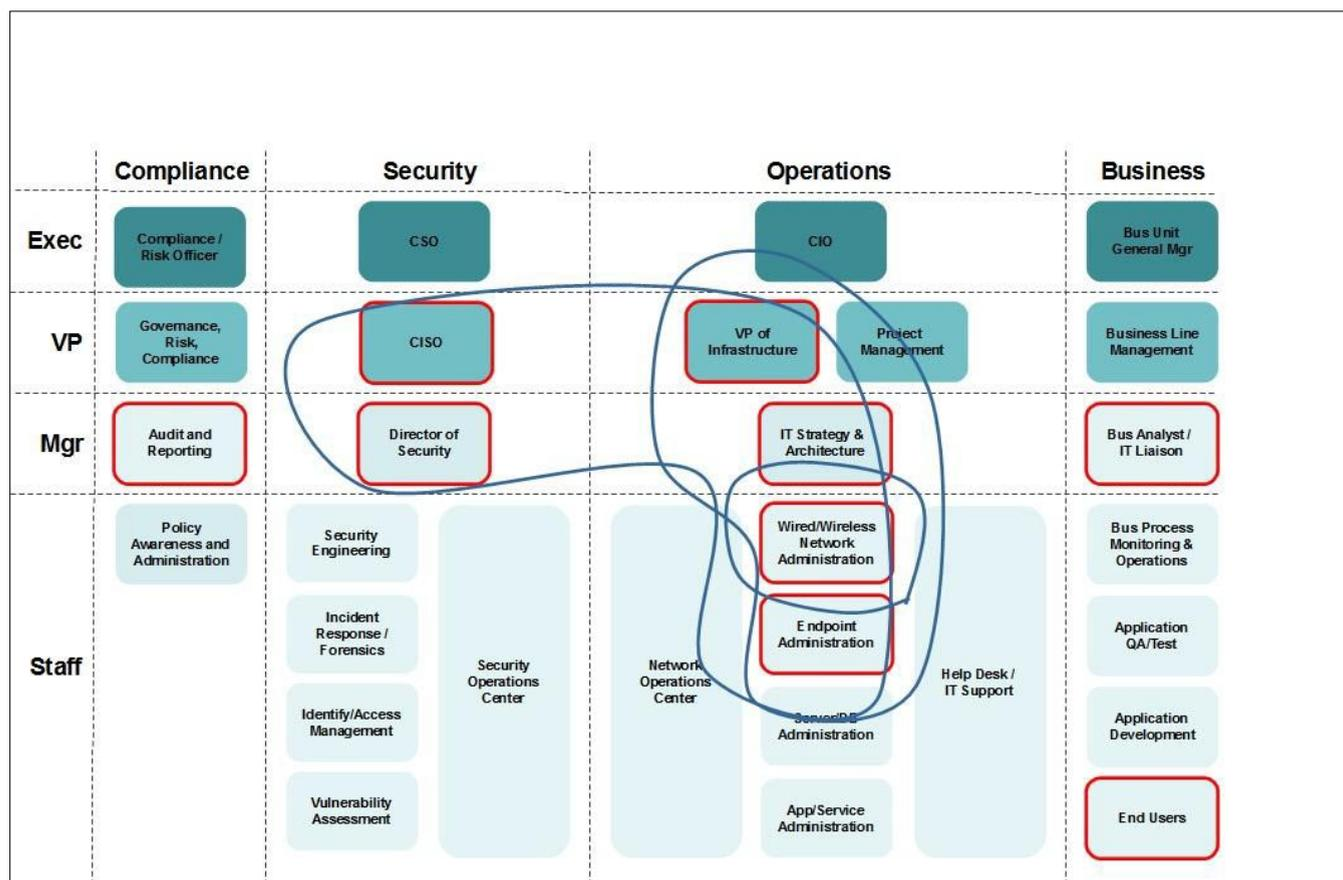 Compliance
Security
Operations
Business
Exec
Compliance /
Risk Officer
CSO
CIO
Bus Unit
General Mgr
VP
Governance,
Risk,
Compliance
CISO
VP of
Infrastructure
Project
Management
Business Line
Management
Mgr
Audit and
Reporting
Director of
Security
IT Strategy &
Architecture
Bus Analyst /
IT Liaison
Staff
Policy
Awareness and
Administration
Security
Engineering
Incident
Response /
Forensics
Identify/Access
Management
Vulnerability
Assessment
Security
Operations
Center
Network
Operations
Center
Wired/Wireless
Network
Administration
Endpoint
Administration
Server/DB
Administration
App/Service
Administration
Help Desk /
IT Support
Bus Process
Monitoring &
Operations
Application
QA/Test
Application
Development
End Users